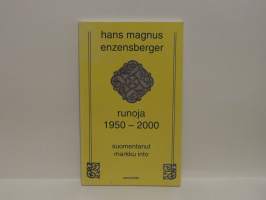 hans magnus
enzensberger
runoja
1950 – 2000
suomentanut
markku into